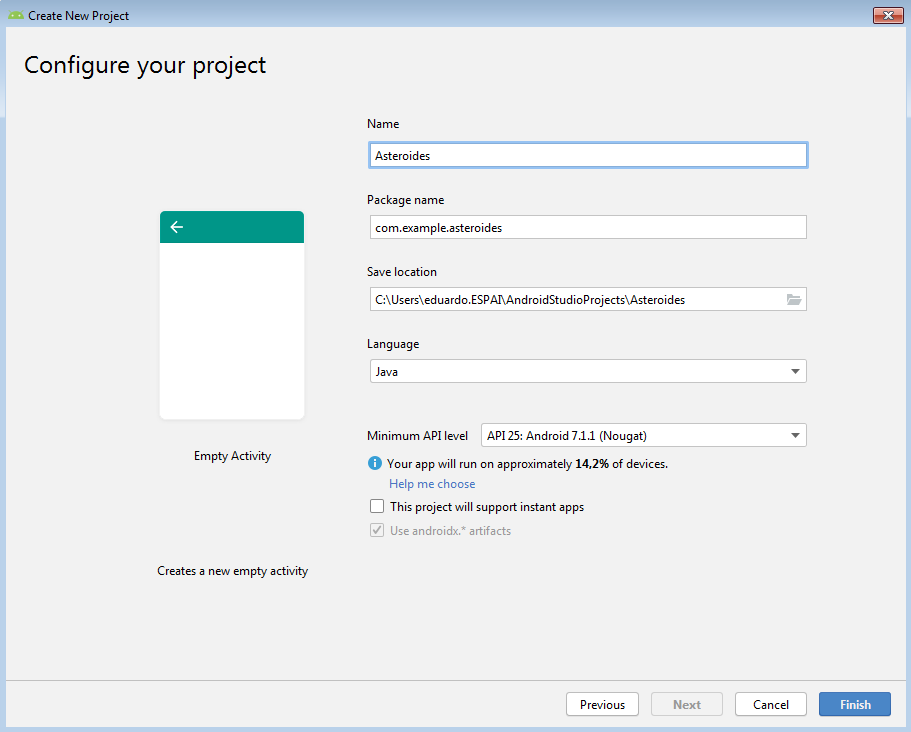 Create New Project
Configure your project
Name
Asteroides
Package name
com.example.asteroides
Save location
C:\Users\eduardo.ESPAI\AndroidStudioProjects\Asteroides
Language
Java
Minimum API level API 25: Android 7.1.1 (Nougat)
Your app will run on approximately 14,2% of devices.
Help me choose
This project will support instant apps
Use androidx.* artifacts
Empty Activity
Creates a new empty activity
Previous Next Cancel Finish